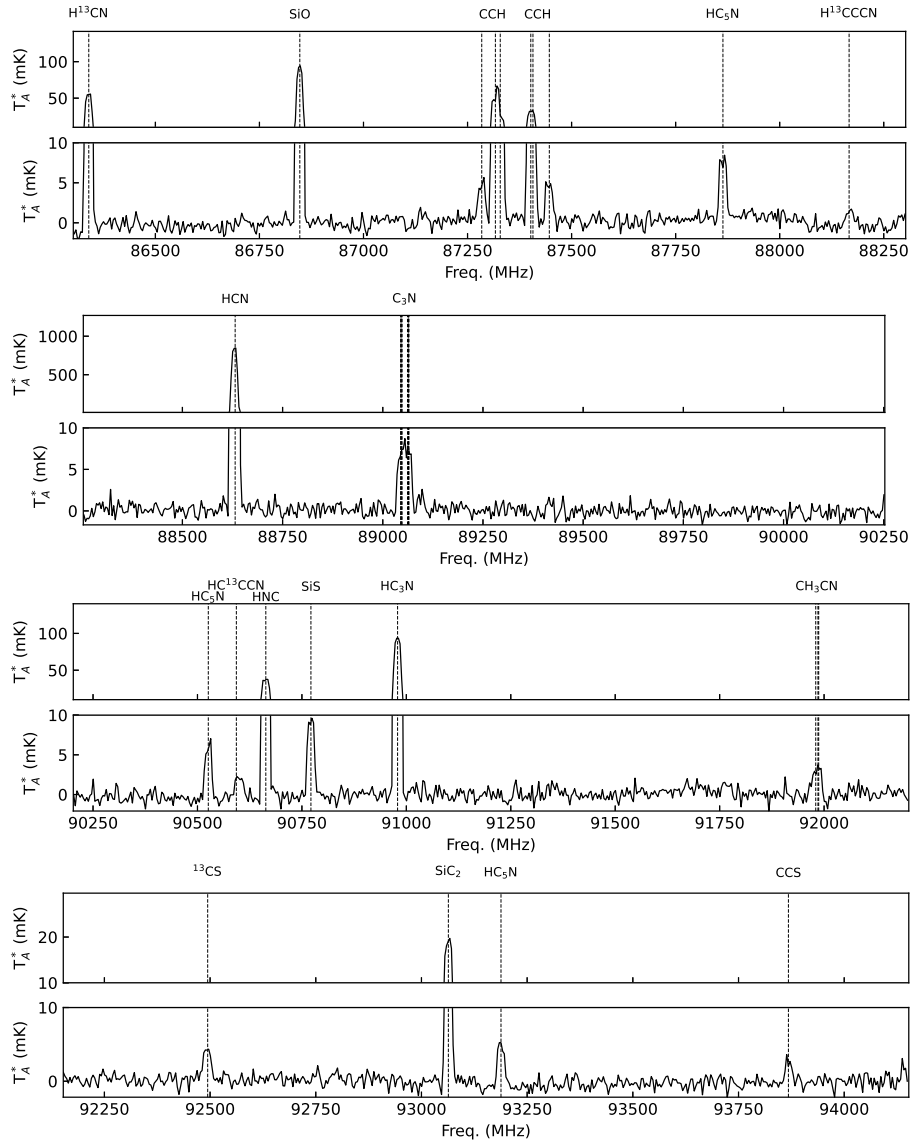 H¹³CN SiO CCH CCH HC₅N H¹³CCCN
T*A (mK)
100
50
T*A (mK)
10
5
0
86500 86750 87000 87250 87500 87750 88000 88250
Freq. (MHz)
HCN C₃N
T*A (mK)
1000
500
T*A (mK)
10
5
0
88500 88750 89000 89250 89500 89750 90000 90250
Freq. (MHz)
HC₅N HC¹³CCN HNC SiS HC₃N CH₃CN
T*A (mK)
100
50
T*A (mK)
10
5
0
90250 90500 90750 91000 91250 91500 91750 92000
Freq. (MHz)
¹³CS SiC₂ HC₅N CCS
T*A (mK)
20
10
T*A (mK)
10
0
92250 92500 92750 93000 93250 93500 93750 94000
Freq. (MHz)